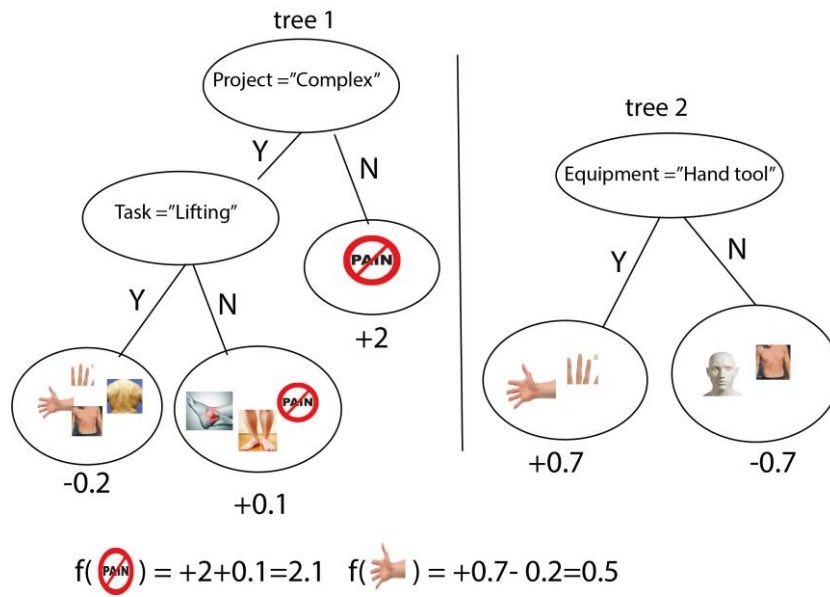 tree 1
Project ="Complex"
Y
N
Task ="Lifting"
PAIN
+2
Y
N
PAIN
-0.2
+0.1
tree 2
Equipment ="Hand tool"
Y
N
+0.7
-0.7
f( PAIN ) = +2+0.1=2.1 f( ) = +0.7- 0.2=0.5